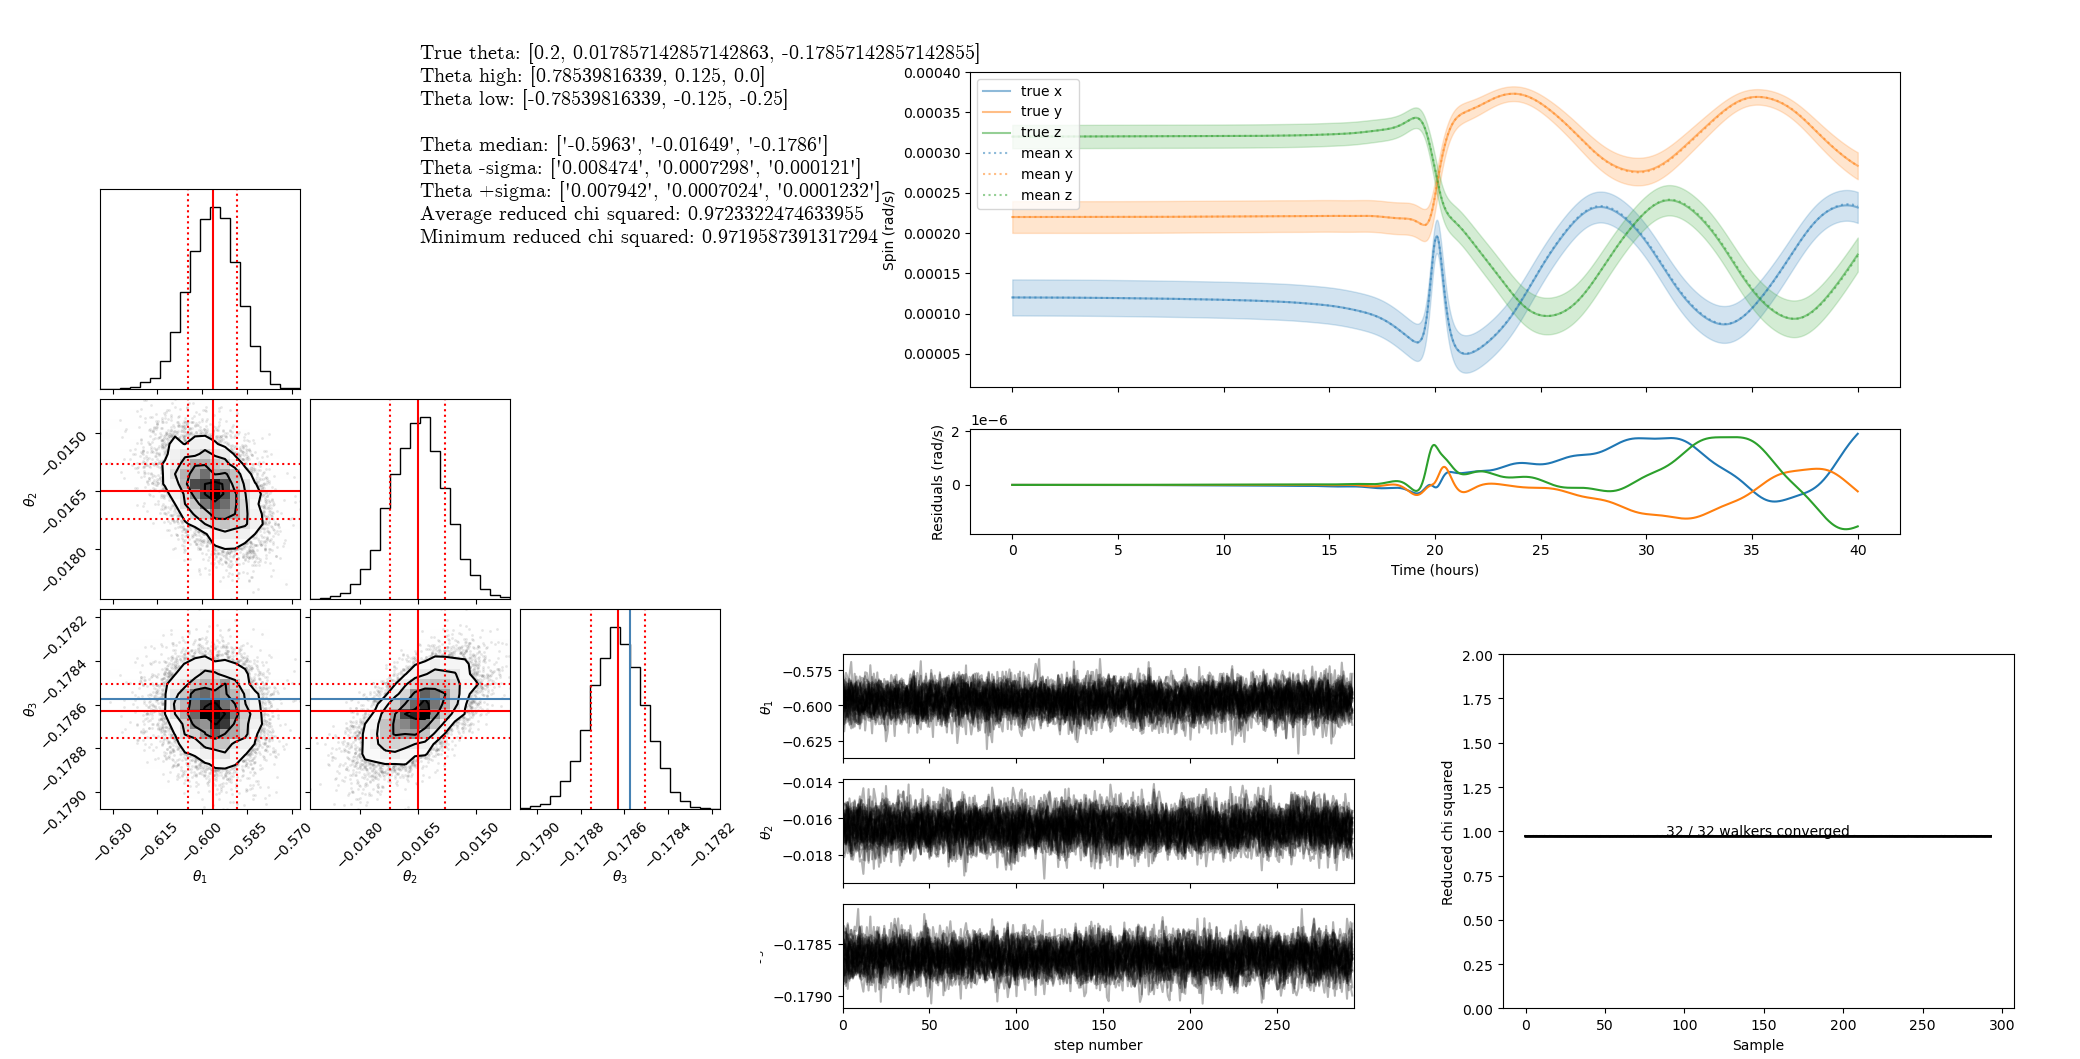 True theta: [0.2, 0.017857142857142863, -0.17857142857142855]
Theta high: [0.78539816339, 0.125, 0.0]
Theta low: [-0.78539816339, -0.125, -0.25]
Theta median: ['-0.5963', '-0.01649', '-0.1786']
Theta -sigma: ['0.008474', '0.0007298', '0.000121']
Theta +sigma: ['0.007942', '0.0007024', '0.0001232']
Average reduced chi squared: 0.9723322474633955
Minimum reduced chi squared: 0.9719587391317294
θ2
−0.0150
−0.0165
−0.0180
θ3
−0.1782
−0.1784
−0.1786
−0.1788
−0.1790
−0.630
−0.615
−0.600
−0.585
−0.570
θ1
−0.0180
−0.0165
−0.0150
θ2
−0.1790
−0.1788
−0.1786
−0.1784
−0.1782
θ3
Spin (rad/s)
0.00040
0.00035
0.00030
0.00025
0.00020
0.00015
0.00010
0.00005
true x
true y
true z
mean x
mean y
mean z
1e−6
Residuals (rad/s)
2
0
0
5
10
15
20
25
30
35
40
Time (hours)
θ1
−0.575
−0.600
−0.625
θ2
−0.014
−0.016
−0.018
−0.1785
−0.1790
0
50
100
150
200
250
step number
Reduced chi squared
2.00
1.75
1.50
1.25
1.00
0.75
0.50
0.25
0.00
32 / 32 walkers converged
0
50
100
150
200
250
300
Sample